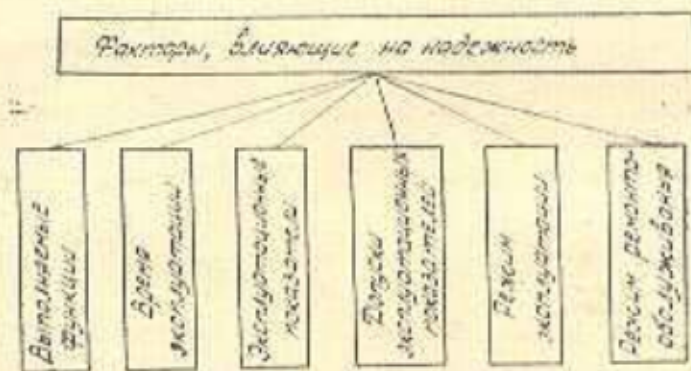 Факторы, влияющие на надежность
Выполняемые
функции
Время
эксплуатации
Эксплуатационные
показатели
Допуски
эксплуатационных
показателей
Режим
эксплуатации
Режим ремонто-
обслуживания